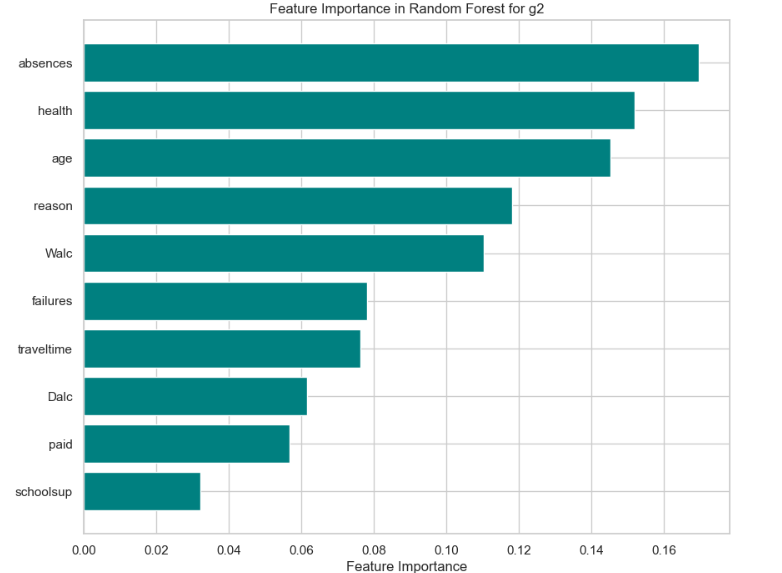 Feature Importance in Random Forest for g2
absences
health
age
reason
Walc
failures
traveltime
Dalc
paid
schoolsup
0.00 0.02 0.04 0.06 0.08 0.10 0.12 0.14 0.16
Feature Importance